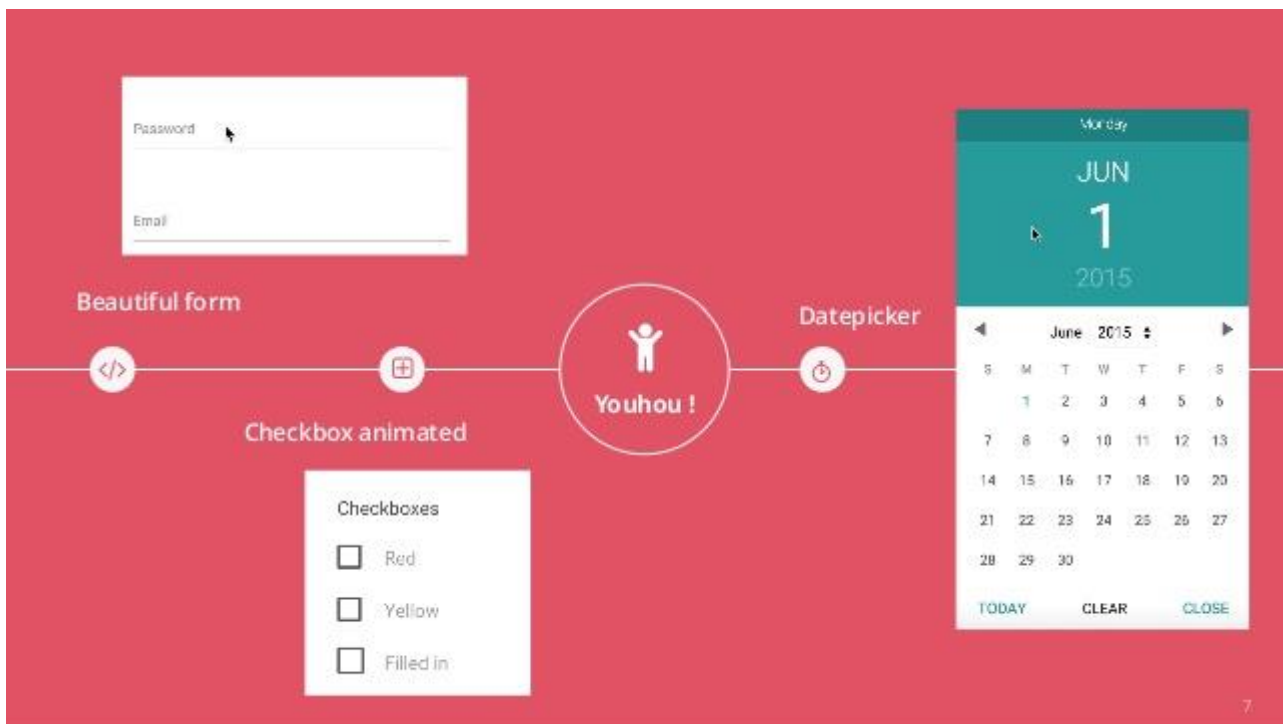 Password
Email
Beautiful form
</>
Checkbox animated
Checkboxes
Red
Yellow
Filled in
Youhou !
Datepicker
Monday
JUN
1
2015
June 2015
S M T W T F S
1 2 3 4 5 6
7 8 9 10 11 12 13
14 15 16 17 18 19 20
21 22 23 24 25 26 27
28 29 30
TODAY CLEAR CLOSE
7